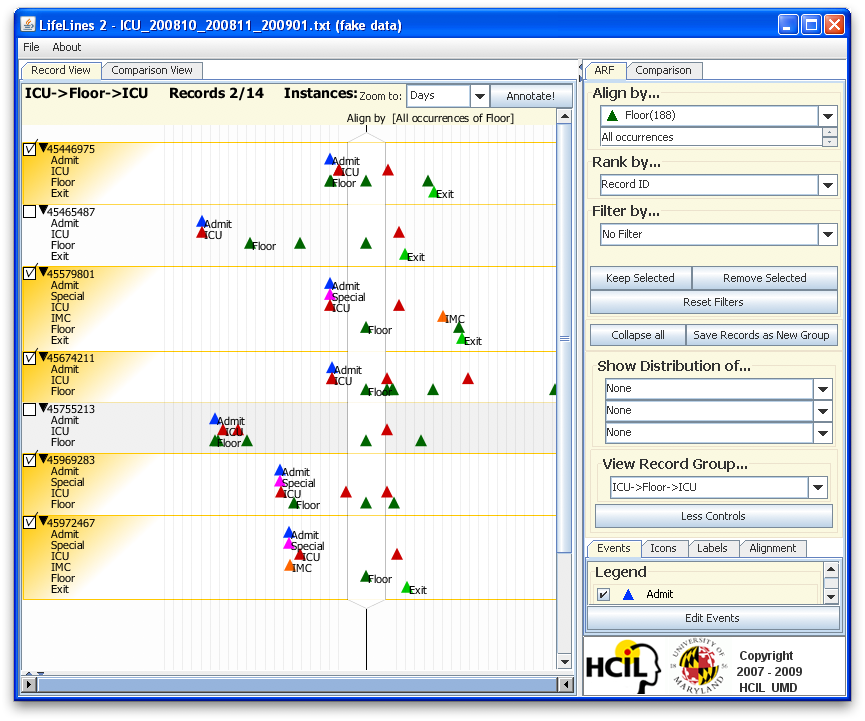 LifeLines 2 - ICU_200810_200811_200901.txt (fake data)
File About
Record View Comparison View
ICU->Floor->ICU Records 2/14 Instances: Zoom to: Days Annotate!
Align by [All occurrences of Floor]
45446975
Admit
ICU
Floor
Exit
Admit
ICU
Floor
Exit
45465487
Admit
ICU
Floor
Exit
Admit
ICU
Floor
Exit
45579801
Admit
Special
ICU
IMC
Floor
Exit
Admit
Special
ICU
IMC
Floor
Exit
45674211
Admit
ICU
Floor
Admit
ICU
Floor
45755213
Admit
ICU
Floor
Admit
ICU
Floor
45969283
Admit
Special
ICU
Floor
Admit
Special
ICU
Floor
45972467
Admit
Special
ICU
IMC
Floor
Exit
Admit
Special
ICU
IMC
Floor
Exit
ARF Comparison
Align by...
Floor(188)
All occurrences
Rank by...
Record ID
Filter by...
No Filter
Keep Selected Remove Selected
Reset Filters
Collapse all Save Records as New Group
Show Distribution of...
None
None
None
View Record Group...
ICU->Floor->ICU
Less Controls
Events Icons Labels Alignment
Legend
Admit
Edit Events
HCIL
UNIVERSITY OF
MARYLAND
18 56
Copyright
2007 - 2009
HCIL UMD